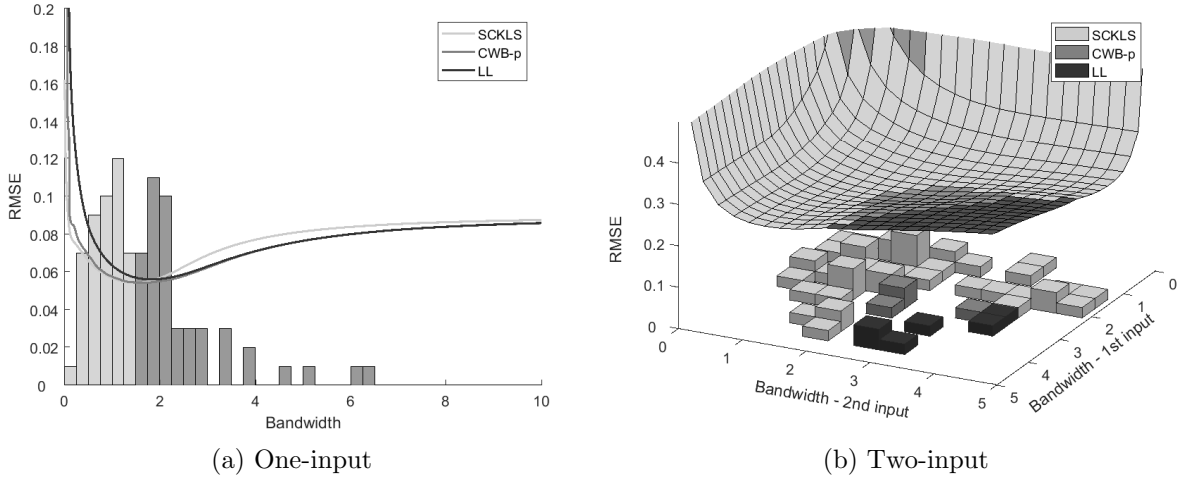 0.2
0.18
0.16
0.14
0.12
0.1
0.08
0.06
0.04
0.02
0
RMSE
0 2 4 6 8 10
Bandwidth
SCKLS
CWB-p
LL
(a) One-input
SCKLS
CWB-p
LL
0.4
0.3
0.2
0.1
0
RMSE
0 1 2 3 4 5
Bandwidth - 2nd input
5 4 3 2 1 0
Bandwidth - 1st input
(b) Two-input